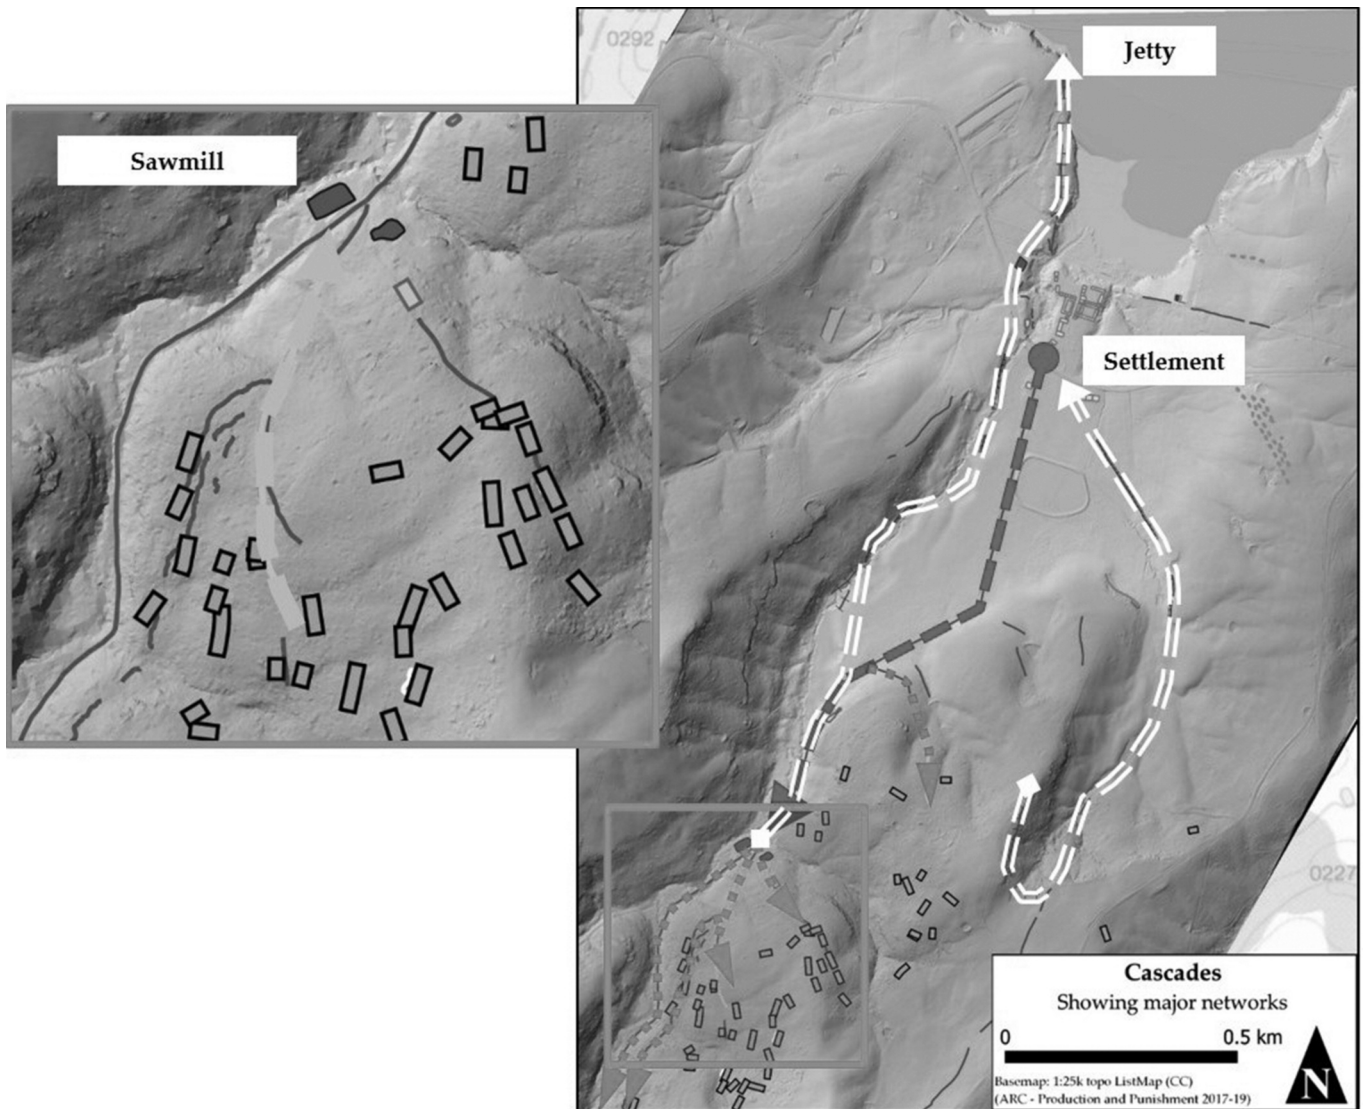 0292
Jetty
Sawmill
Settlement
0227
Cascades
Showing major networks
0 0.5 km
Basemap: 1:25k topo ListMap (CC)
(ARC - Production and Punishment 2017-19)
N